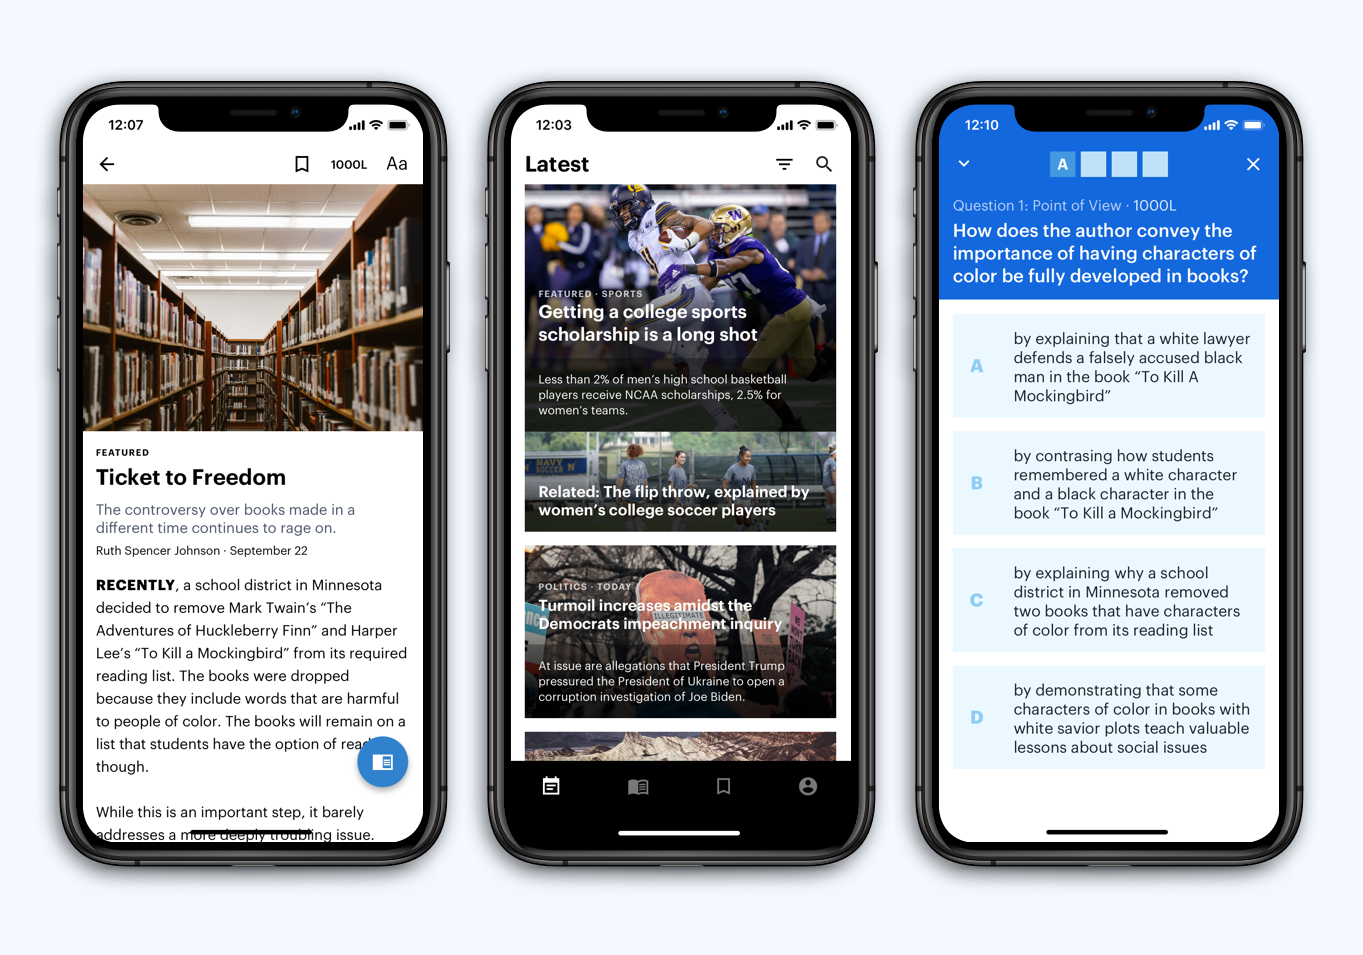 12:07
1000L Aa
FEATURED
Ticket to Freedom
The controversy over books made in a
different time continues to rage on.
Ruth Spencer Johnson · September 22
RECENTLY, a school district in Minnesota
decided to remove Mark Twain’s “The
Adventures of Huckleberry Finn” and Harper
Lee’s “To Kill a Mockingbird” from its required
reading list. The books were dropped
because they include words that are harmful
to people of color. The books will remain on a
list that students have the option of
though.
While this is an important step, it barely
addresses a more deeply troubling issue.
12:03
Latest
W
FEATURED · SPORTS
Getting a college sports
scholarship is a long shot
Less than 2% of men’s high school basketball
players receive NCAA scholarships, 2.5% for
women’s teams.
NAVY
SOCCER
Related: The flip throw, explained by
women’s college soccer players
POLITICS · TODAY
Turmoil increases amidst the
Democrats impeachment inquiry
ILLEGITIMATE
At issue are allegations that President Trump
pressured the President of Ukraine to open a
corruption investigation of Joe Biden.
12:10
A
Question 1: Point of View · 1000L
How does the author convey the
importance of having characters of
color be fully developed in books?
A
by explaining that a white lawyer
defends a falsely accused black
man in the book “To Kill A
Mockingbird”
B
by contrasing how students
remembered a white character
and a black character in the
book “To Kill a Mockingbird”
C
by explaining why a school
district in Minnesota removed
two books that have characters
of color from its reading list
D
by demonstrating that some
characters of color in books with
white savior plots teach valuable
lessons about social issues